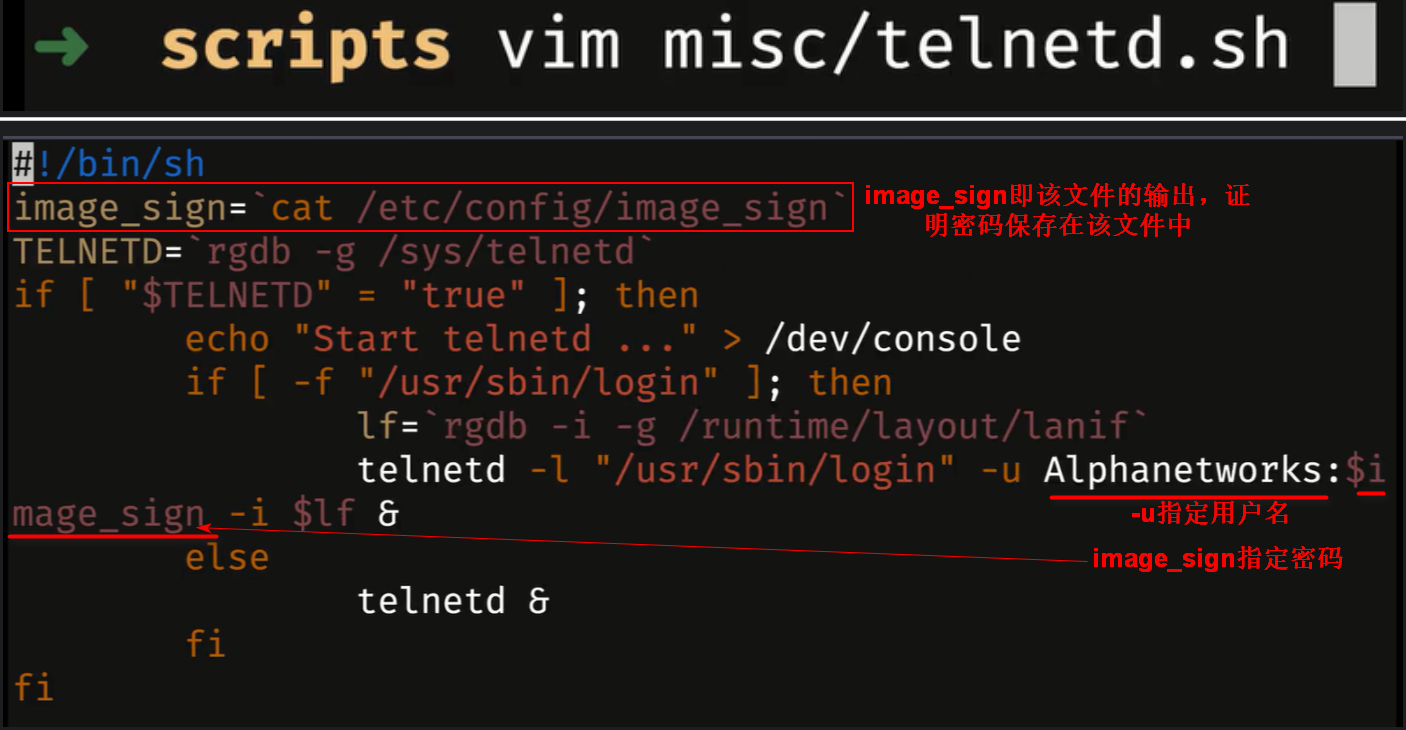 ➜ scripts vim misc/telnetd.sh
#!/bin/sh
image_sign=`cat /etc/config/image_sign`
image_sign即该文件的输出，证
明密码保存在该文件中
TELNETD=`rgdb -g /sys/telnetd`
if [ "$TELNETD" = "true" ]; then
echo "Start telnetd ..." > /dev/console
if [ -f "/usr/sbin/login" ]; then
lf=`rgdb -i -g /runtime/layout/lanif`
telnetd -l "/usr/sbin/login" -u Alphanetworks:$i
mage_sign -i $lf &
-u指定用户名
else
image_sign指定密码
telnetd &
fi
fi